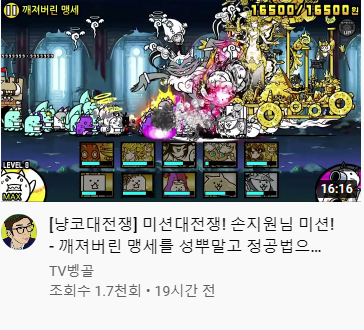 깨져버린 맹세
16500/16500원
LEVEL 8
MAX
16:16
[냥코대전쟁] 미션대전쟁! 손지원님 미션!
- 깨져버린 맹세를 성뿌말고 정공법으...
TV벵골
조회수 1.7천회 • 19시간 전